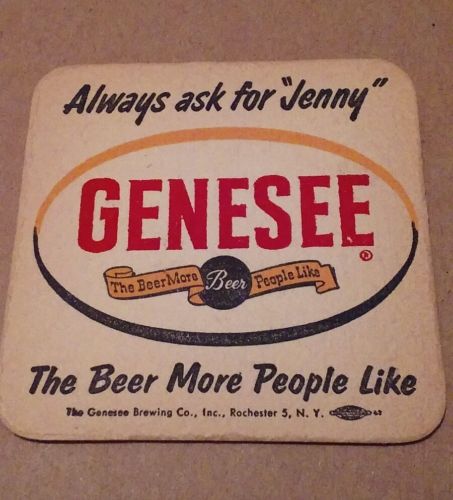 Always ask for "Jenny"
GENESEE ®
The Beer More Beer People Like
The Beer More People Like
The Genesee Brewing Co., Inc., Rochester 5, N. Y.